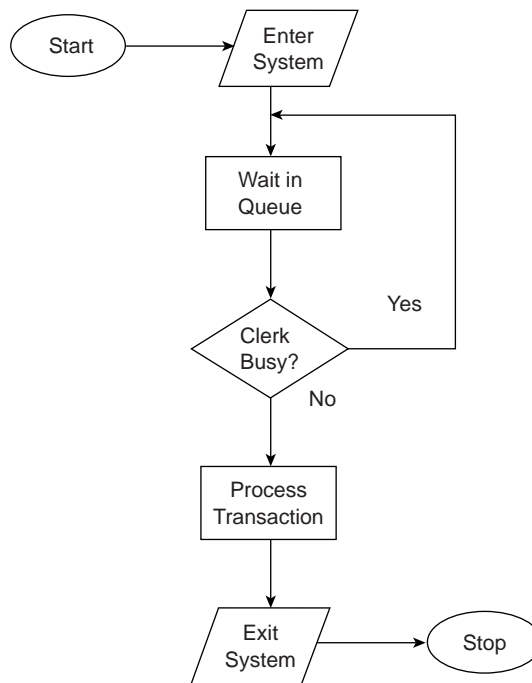 Start
Enter
System
Wait in
Queue
Yes
Clerk
Busy?
No
Process
Transaction
Exit
System
Stop